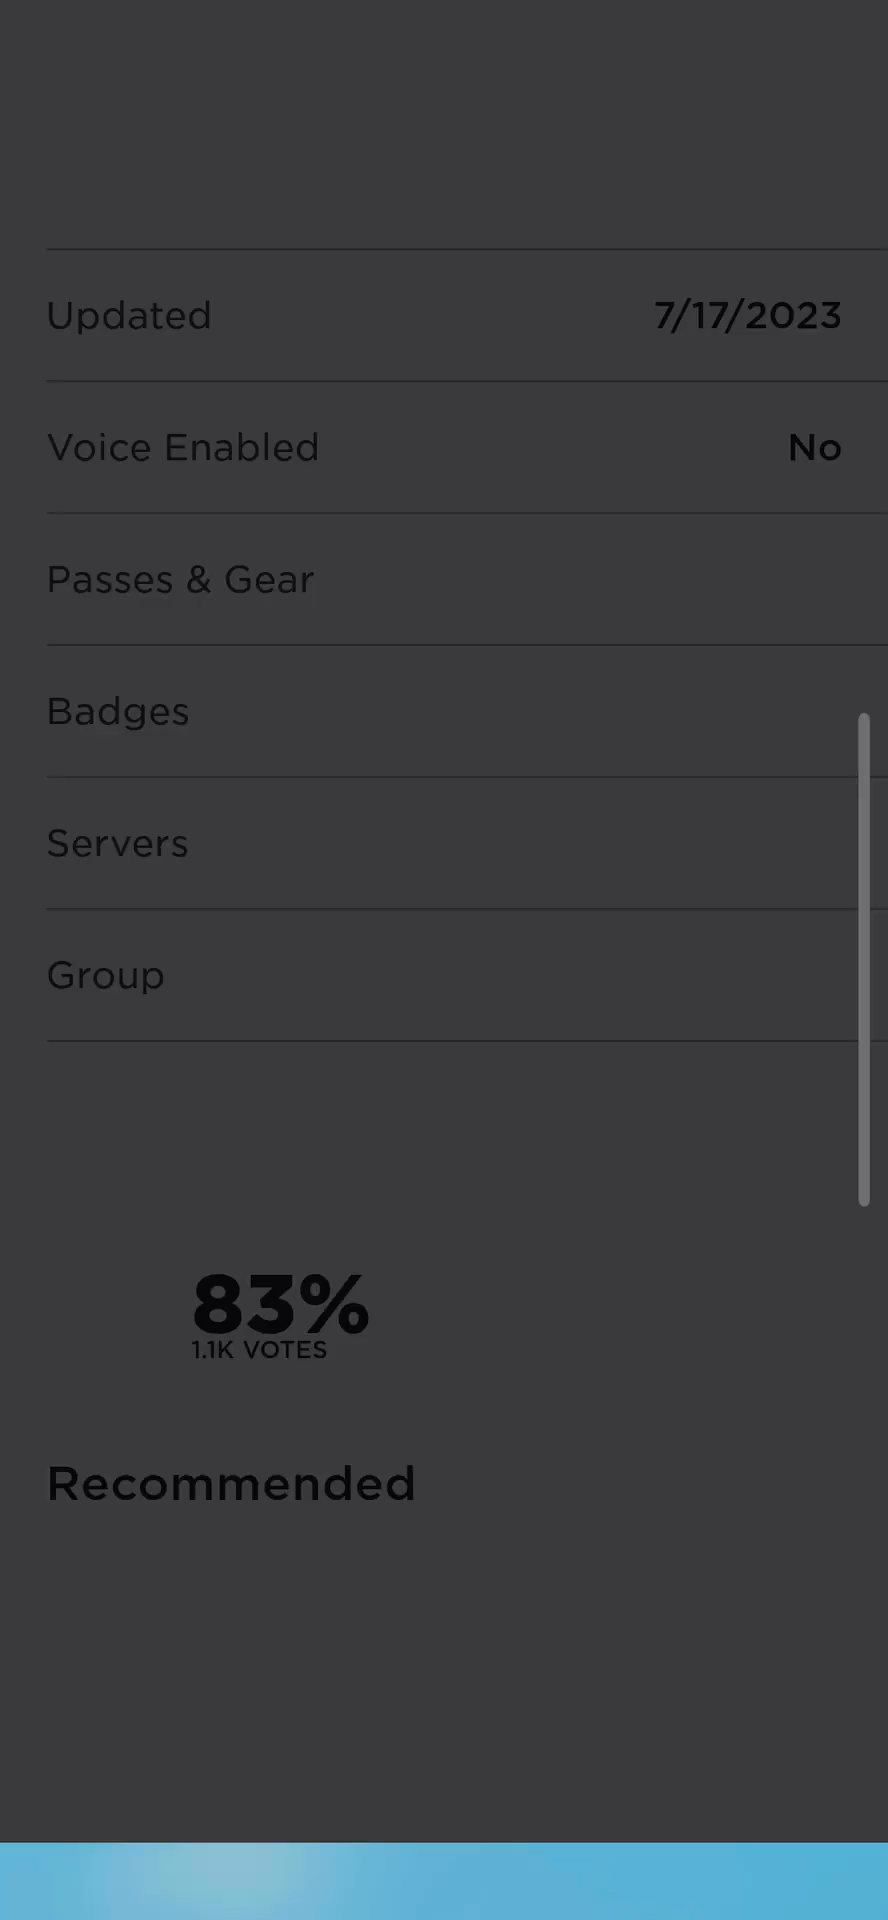 Updated 7/17/2023
Voice Enabled No
Passes & Gear
Badges
Servers
Group
83%
1.1K VOTES
Recommended